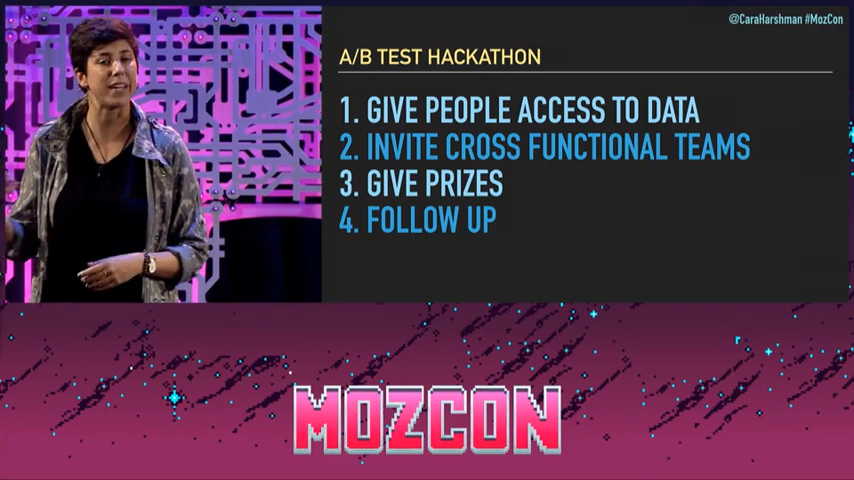 @CaraHarshman #MozCon
A/B TEST HACKATHON
1. GIVE PEOPLE ACCESS TO DATA
2. INVITE CROSS FUNCTIONAL TEAMS
3. GIVE PRIZES
4. FOLLOW UP
MOZCON